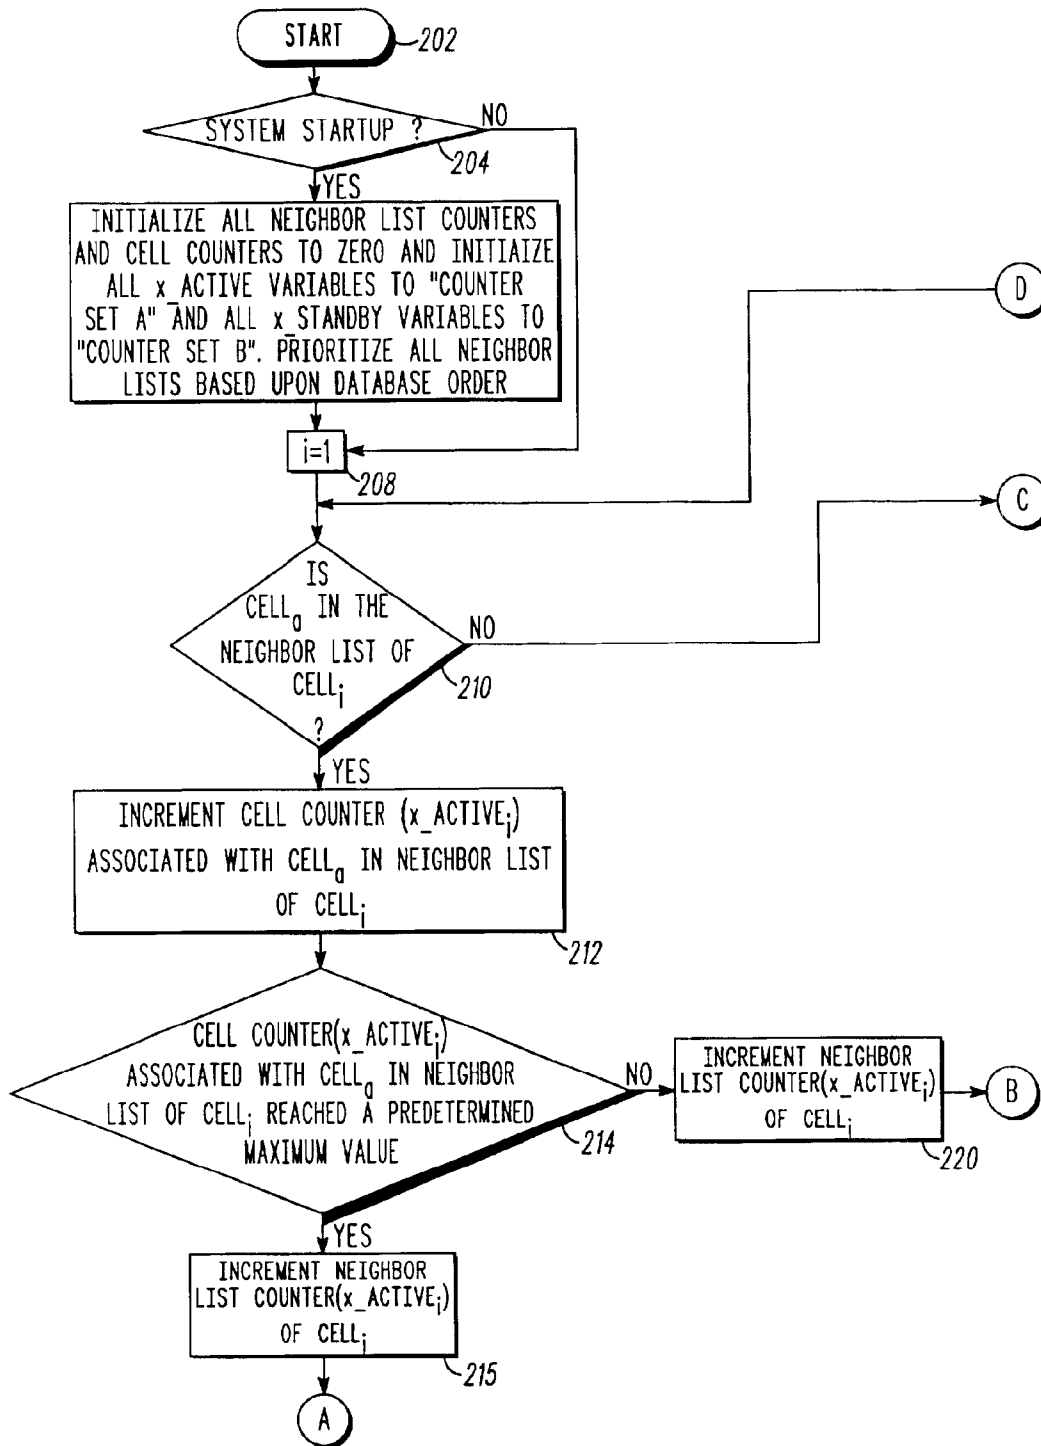 START
202
SYSTEM STARTUP ?
NO
204
YES
INITIALIZE ALL NEIGHBOR LIST COUNTERS
AND CELL COUNTERS TO ZERO AND INITIAIZE
ALL x_ACTIVE VARIABLES TO "COUNTER
SET A" AND ALL x_STANDBY VARIABLES TO
"COUNTER SET B". PRIORITIZE ALL NEIGHBOR
LISTS BASED UPON DATABASE ORDER
D
i=1
208
C
IS
CELLa IN THE
NEIGHBOR LIST OF
CELLi
?
NO
210
YES
INCREMENT CELL COUNTER (x_ACTIVEi)
ASSOCIATED WITH CELLa IN NEIGHBOR LIST
OF CELLi
212
CELL COUNTER(x_ACTIVEi)
ASSOCIATED WITH CELLa IN NEIGHBOR
LIST OF CELLi REACHED A PREDETERMINED
MAXIMUM VALUE
NO
214
INCREMENT NEIGHBOR
LIST COUNTER(x_ACTIVEi)
OF CELLi
220
B
YES
INCREMENT NEIGHBOR
LIST COUNTER(x_ACTIVEi)
OF CELLi
215
A